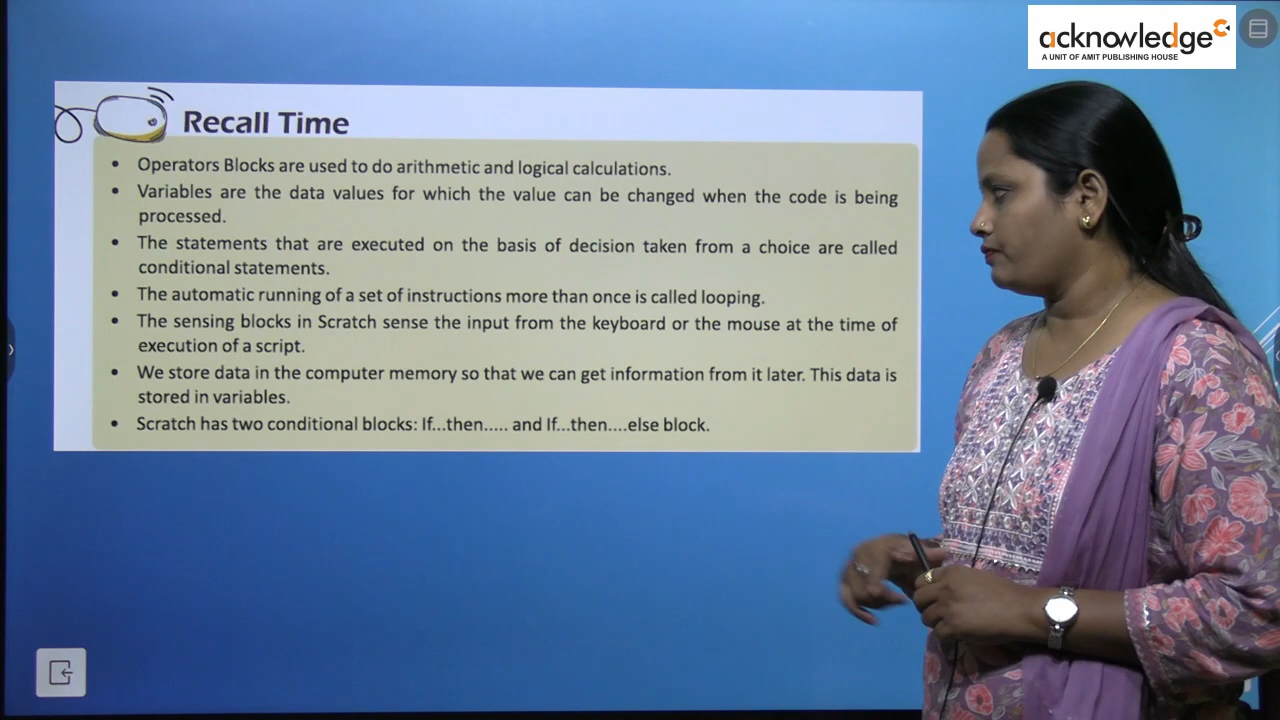 acknowledge
A UNIT OF AMIT PUBLISHING HOUSE
Recall Time
• Operators Blocks are used to do arithmetic and logical calculations.
• Variables are the data values for which the value can be changed when the code is being
processed.
• The statements that are executed on the basis of decision taken from a choice are called
conditional statements.
• The automatic running of a set of instructions more than once is called looping.
• The sensing blocks in Scratch sense the input from the keyboard or the mouse at the time of
execution of a script.
• We store data in the computer memory so that we can get information from it later. This data is
stored in variables.
• Scratch has two conditional blocks: If...then..... and If...then....else block.